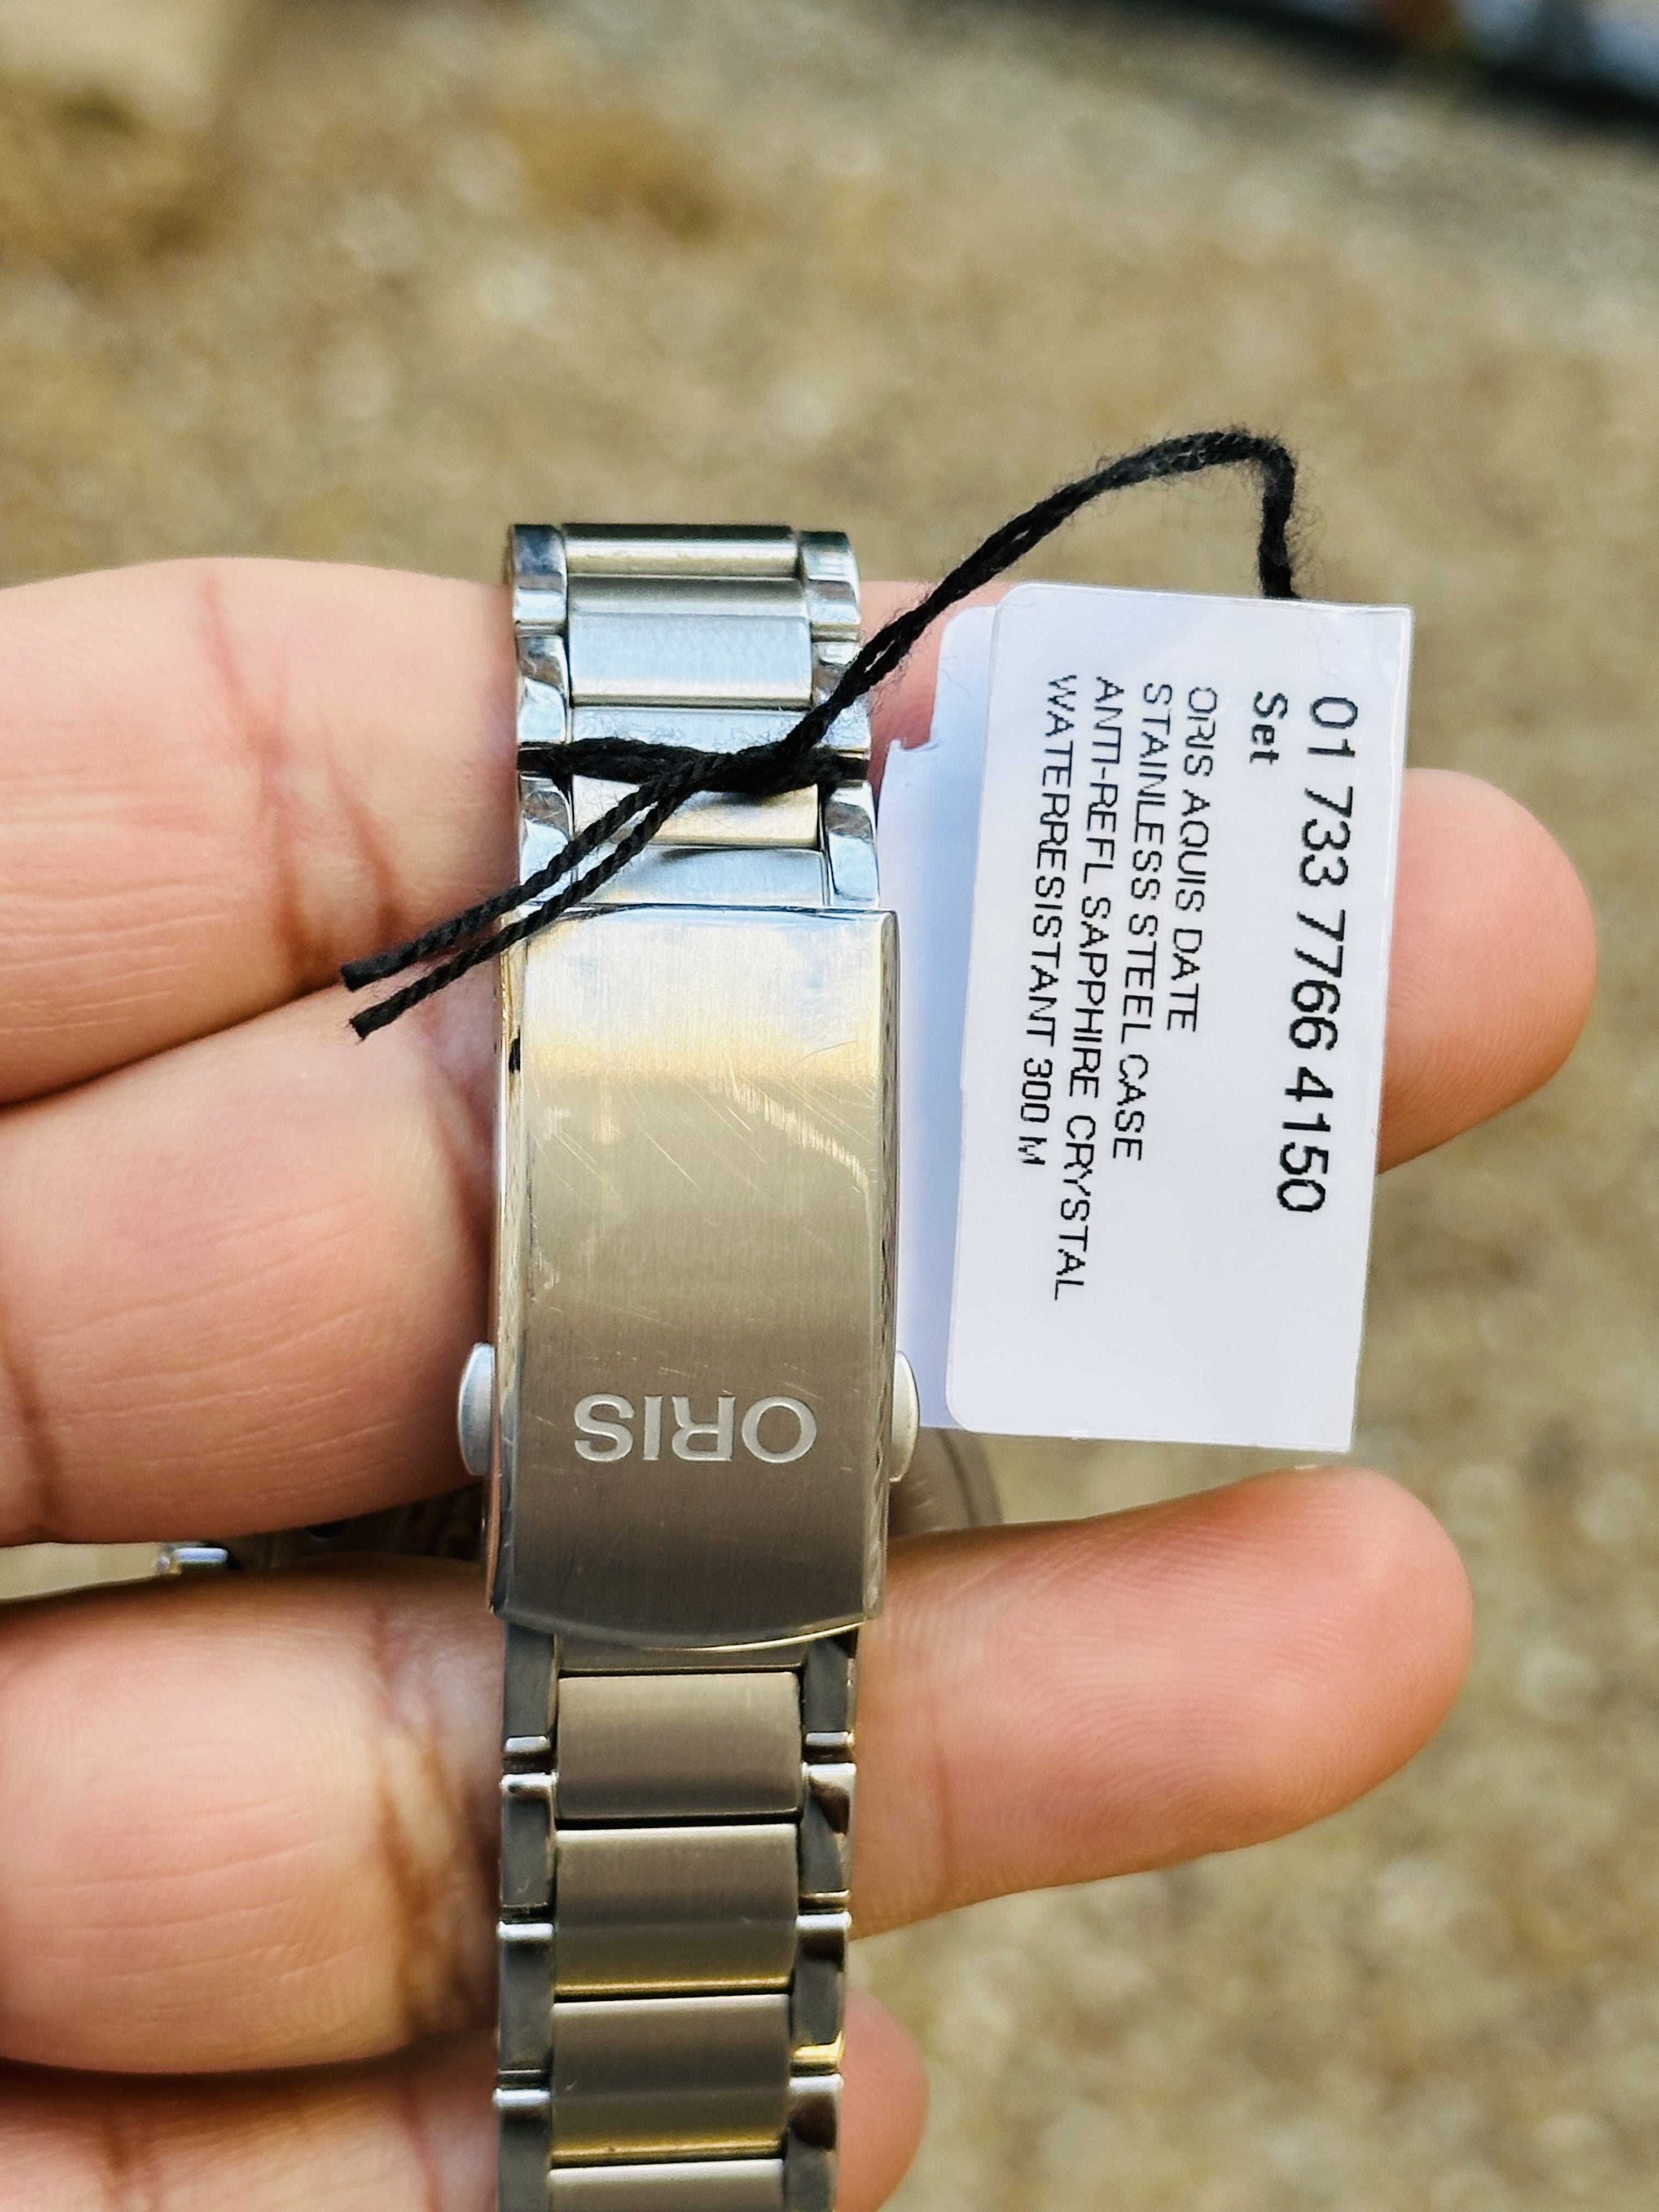 01 733 7766 4150
Set
ORIS AQUIS DATE
STAINLESS STEEL CASE
ANTI-REFL SAPPHIRE CRYSTAL
WATERRESISTANT 300 M
ORIS